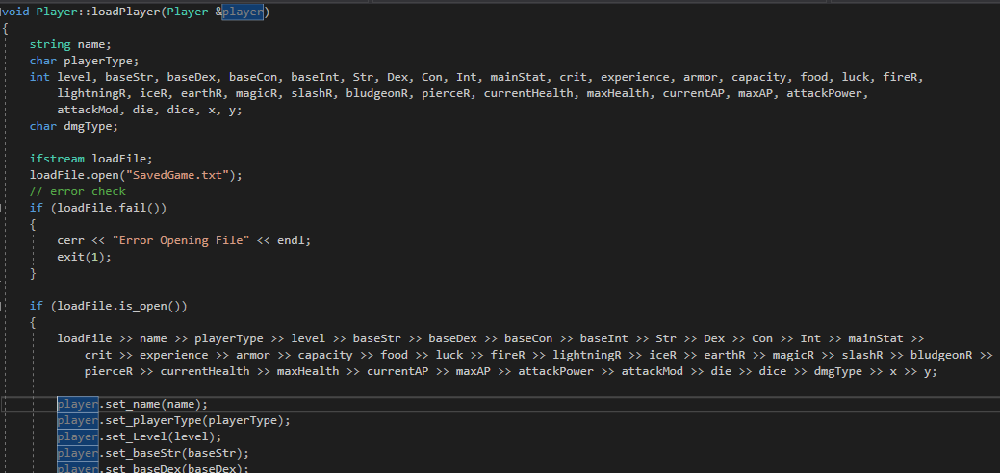 void Player::loadPlayer(Player &player)
{
string name;
char playerType;
int level, baseStr, baseDex, baseCon, baseInt, Str, Dex, Con, Int, mainStat, crit, experience, armor, capacity, food, luck, fireR,
lightningR, iceR, earthR, magicR, slashR, bludgeonR, pierceR, currentHealth, maxHealth, currentAP, maxAP, attackPower,
attackMod, die, dice, x, y;
char dmgType;
ifstream loadFile;
loadFile.open("SavedGame.txt");
// error check
if (loadFile.fail())
{
cerr << "Error Opening File" << endl;
exit(1);
}
if (loadFile.is_open())
{
loadFile >> name >> playerType >> level >> baseStr >> baseDex >> baseCon >> baseInt >> Str >> Dex >> Con >> Int >> mainStat >>
crit >> experience >> armor >> capacity >> food >> luck >> fireR >> lightningR >> iceR >> earthR >> magicR >> slashR >> bludgeonR >>
pierceR >> currentHealth >> maxHealth >> currentAP >> maxAP >> attackPower >> attackMod >> die >> dice >> dmgType >> x >> y;
player.set_name(name);
player.set_playerType(playerType);
player.set_Level(level);
player.set_baseStr(baseStr);
player.set_baseDex(baseDex);